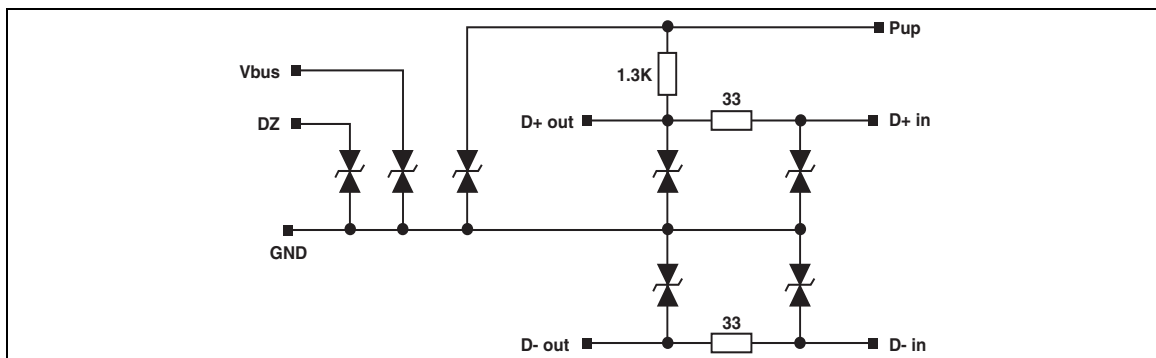 Pup
Vbus
1.3K
33
DZ
D+ out
D+ in
GND
33
D- out
D- in